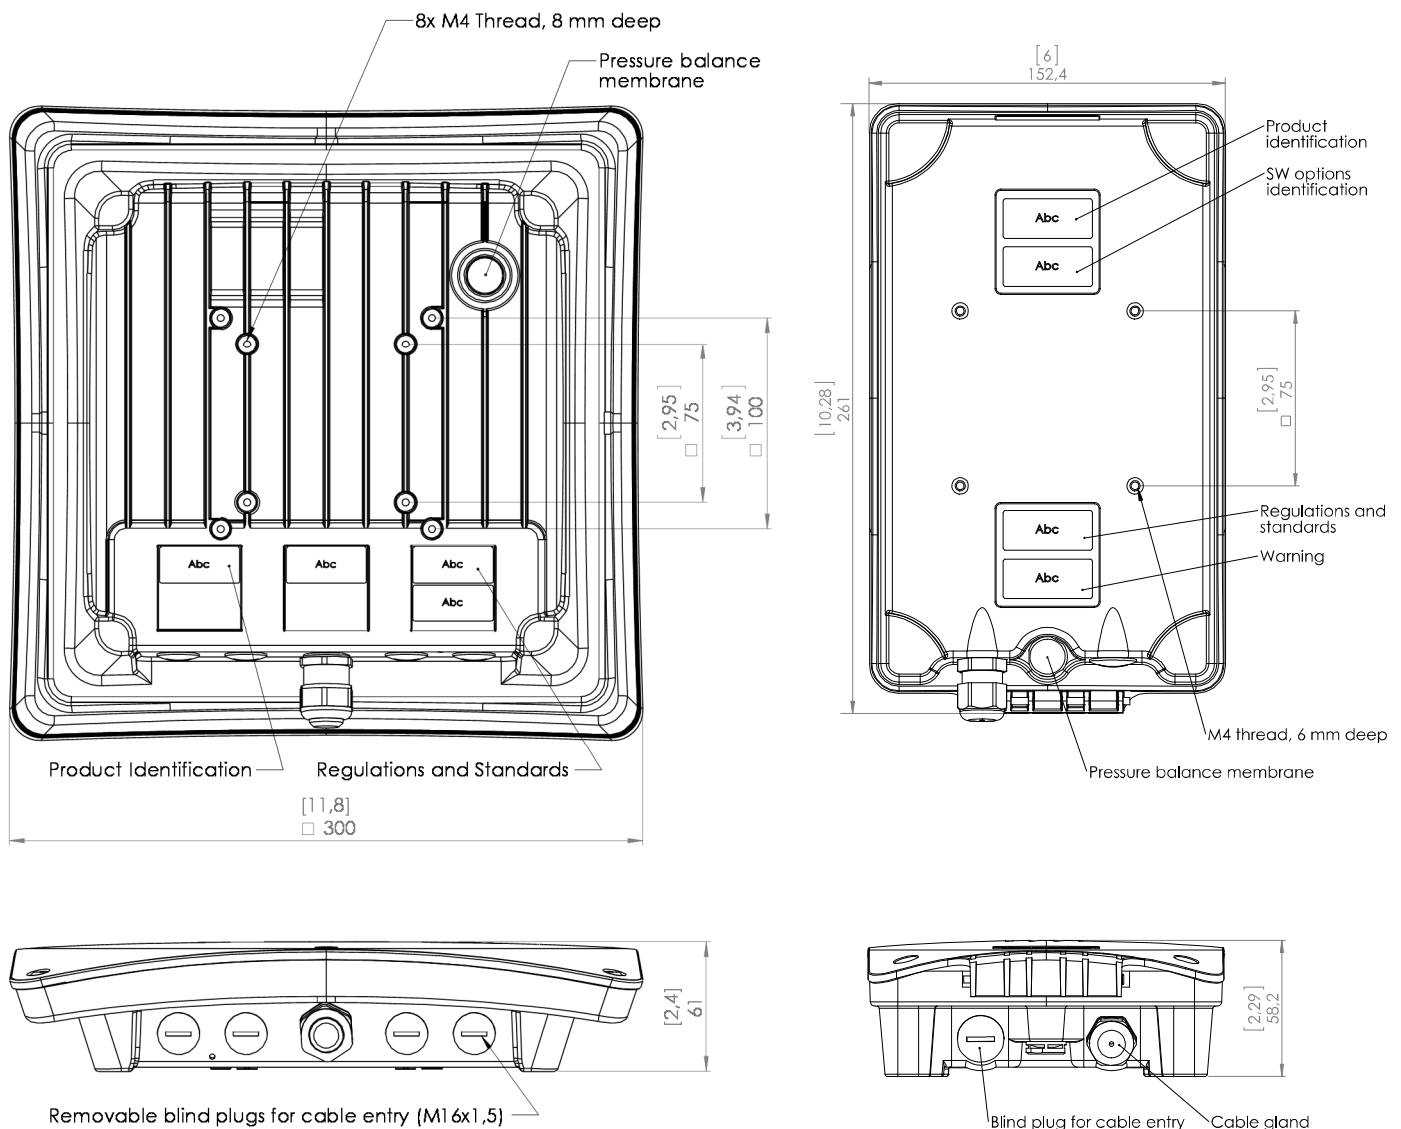 8x M4 Thread, 8 mm deep
Pressure balance
membrane
[2,95]
□ 75
[3,94]
□ 100
Abc
Abc
Abc
Abc
Product Identification
Regulations and Standards
[11,8]
□ 300
[6]
152,4
Product
identification
SW options
identification
Abc
Abc
[10,28]
261
[2,95]
□ 75
Regulations and
standards
Abc
Warning
Abc
M4 thread, 6 mm deep
Pressure balance membrane
[2,4]
61
Removable blind plugs for cable entry (M16x1,5)
[2,29]
58,2
Blind plug for cable entry
Cable gland